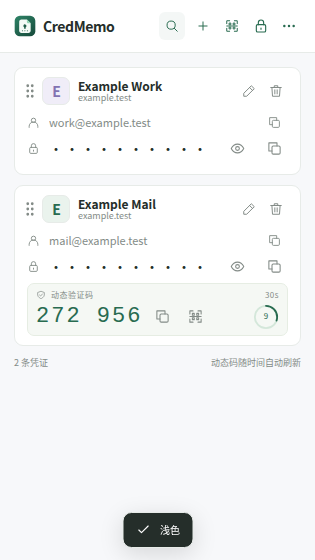 CredMemo
E
Example Work
example.test
work@example.test
• • • • • • • • • •
E
Example Mail
example.test
mail@example.test
• • • • • • • • • •
动态验证码
30s
272 956
9
2 条凭证
动态码随时间自动刷新
浅色